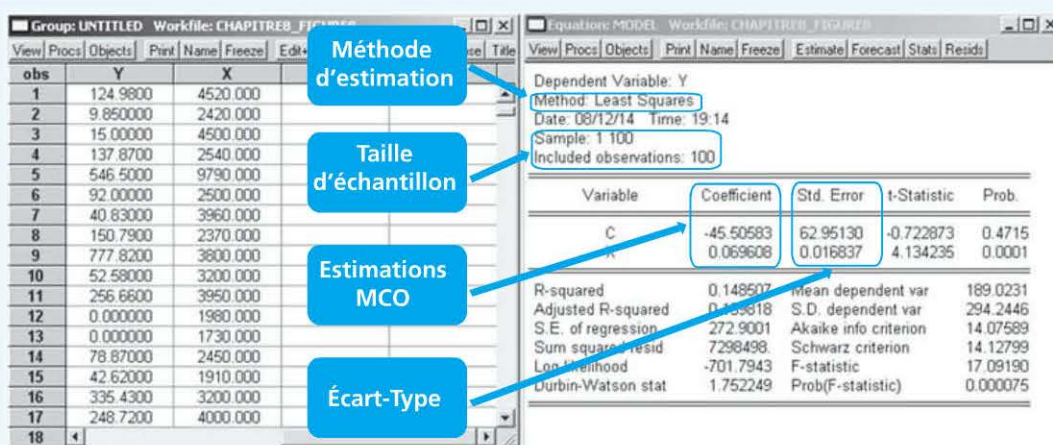 Group: UNTITLED Workfile: CHAPITRE8_FIGURE8
View Procs Objects Print Name Freeze Edit+ Title
obs Y X
1 124.9800 4520.000
2 9.850000 2420.000
3 15.00000 4500.000
4 137.8700 2540.000
5 546.5000 9790.000
6 92.00000 2500.000
7 40.83000 3960.000
8 150.7900 2370.000
9 777.8200 3800.000
10 52.58000 3200.000
11 256.6600 3950.000
12 0.000000 1980.000
13 0.000000 1730.000
14 78.87000 2450.000
15 42.62000 1910.000
16 335.4300 3200.000
17 248.7200 4000.000
18
Méthode
d'estimation
Taille
d'échantillon
Estimations
MCO
Écart-Type
Equation: MODEL Workfile: CHAPITRE8_FIGURE8
View Procs Objects Print Name Freeze Estimate Forecast Stats Resids
Dependent Variable: Y
Method: Least Squares
Date: 08/12/14 Time: 19:14
Sample: 1 100
Included observations: 100
Variable Coefficient Std. Error t-Statistic Prob.
C -45.50583 62.95130 -0.722873 0.4715
X 0.069608 0.016837 4.134235 0.0001
R-squared 0.148507 Mean dependent var 189.0231
Adjusted R-squared S.D. dependent var 294.2446
S.E. of regression 272.9001 Akaike info criterion 14.07589
Sum squared resid 7298498. Schwarz criterion 14.12799
Log likelihood -701.7943 F-statistic 17.09190
Durbin-Watson stat 1.752249 Prob(F-statistic) 0.000075